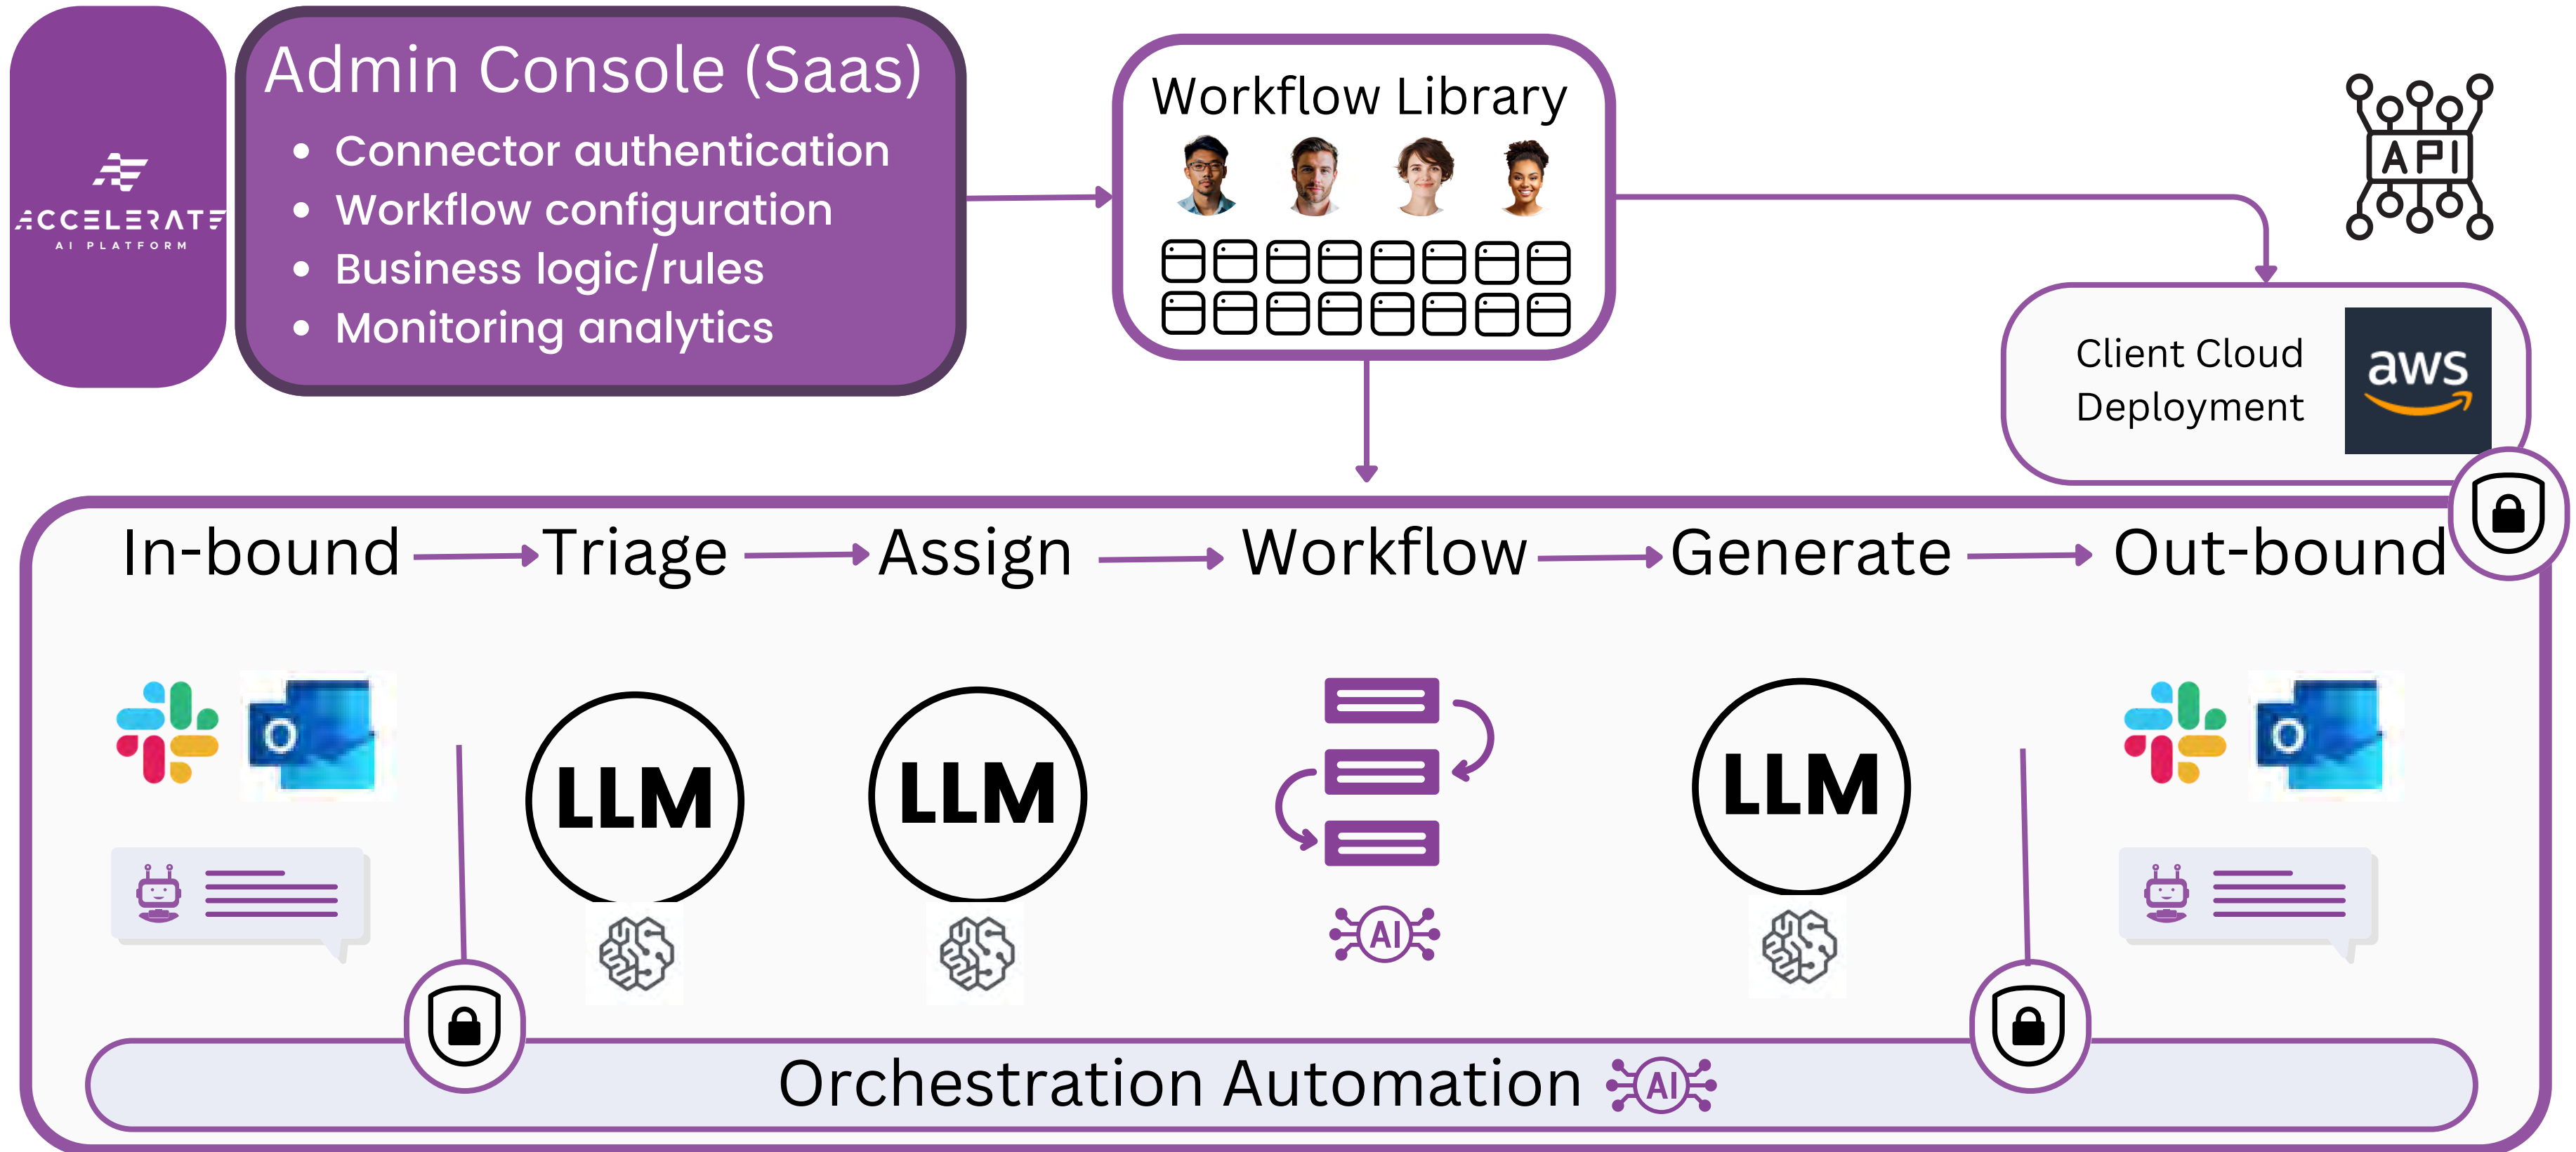 ACCELERATE
AI PLATFORM
Admin Console (Saas)
• Connector authentication
• Workflow configuration
• Business logic/rules
• Monitoring analytics
Workflow Library
API
Client Cloud
Deployment
aws
In-bound
Triage
Assign
Workflow
Generate
Out-bound
O
LLM
LLM
LLM
O
AI
Orchestration Automation
AI